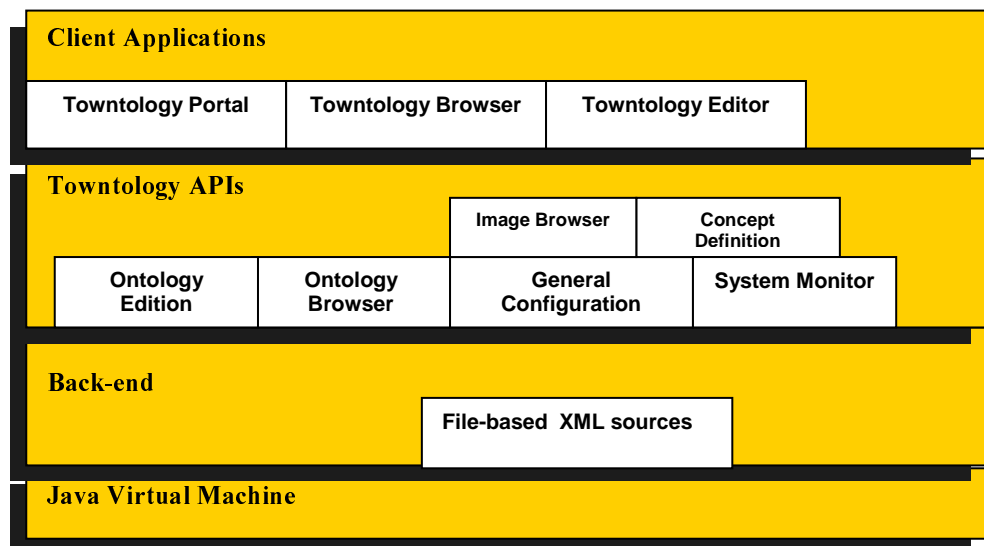 Client Applications
Towntology Portal
Towntology Browser
Towntology Editor
Towntology APIs
Image Browser
Concept
Definition
Ontology
Edition
Ontology
Browser
General
Configuration
System Monitor
Back-end
File-based XML sources
Java Virtual Machine